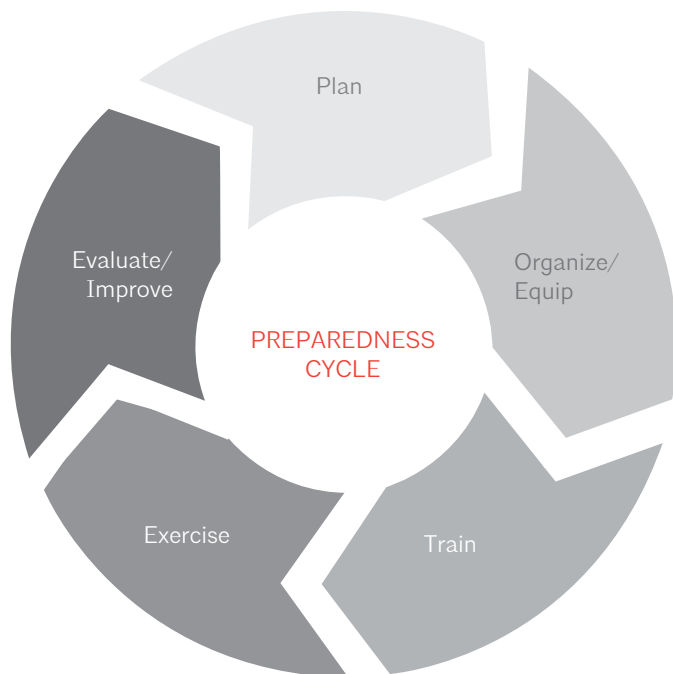 Plan
Organize/
Equip
Train
Exercise
Evaluate/
Improve
PREPAREDNESS
CYCLE